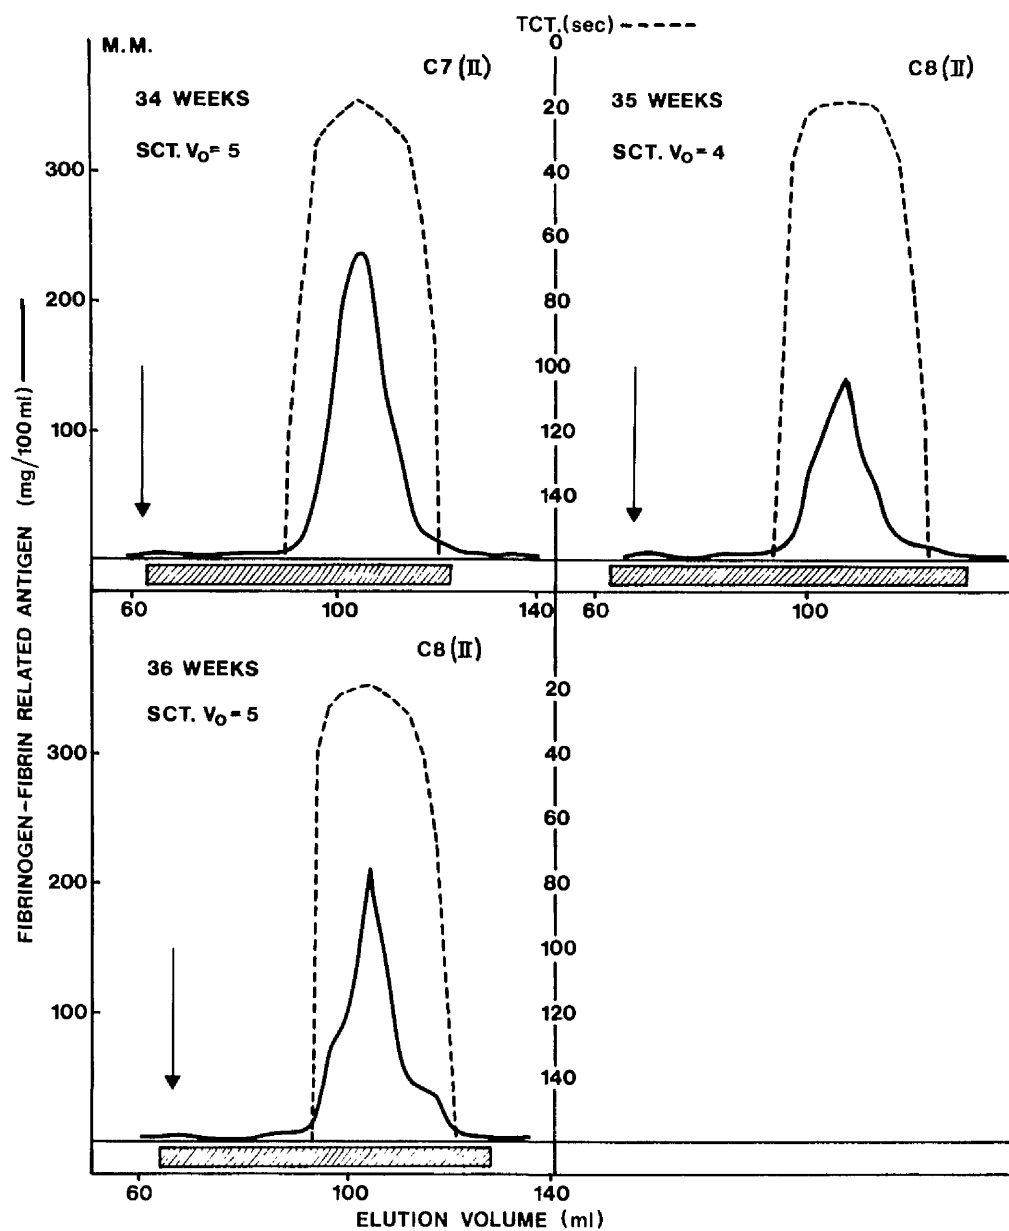 TCT.(sec) -----
M.M.
0
C7 (II)
C8 (II)
34 WEEKS
20
35 WEEKS
SCT. V₀= 5
SCT. V₀= 4
300
40
60
200
80
100
100
120
140
60
100
140
60
100
C8 (II)
36 WEEKS
20
SCT. V₀= 5
300
40
60
200
80
100
100
120
140
60
100
140
FIBRINOGEN-FIBRIN RELATED ANTIGEN (mg/100ml)
ELUTION VOLUME (ml)